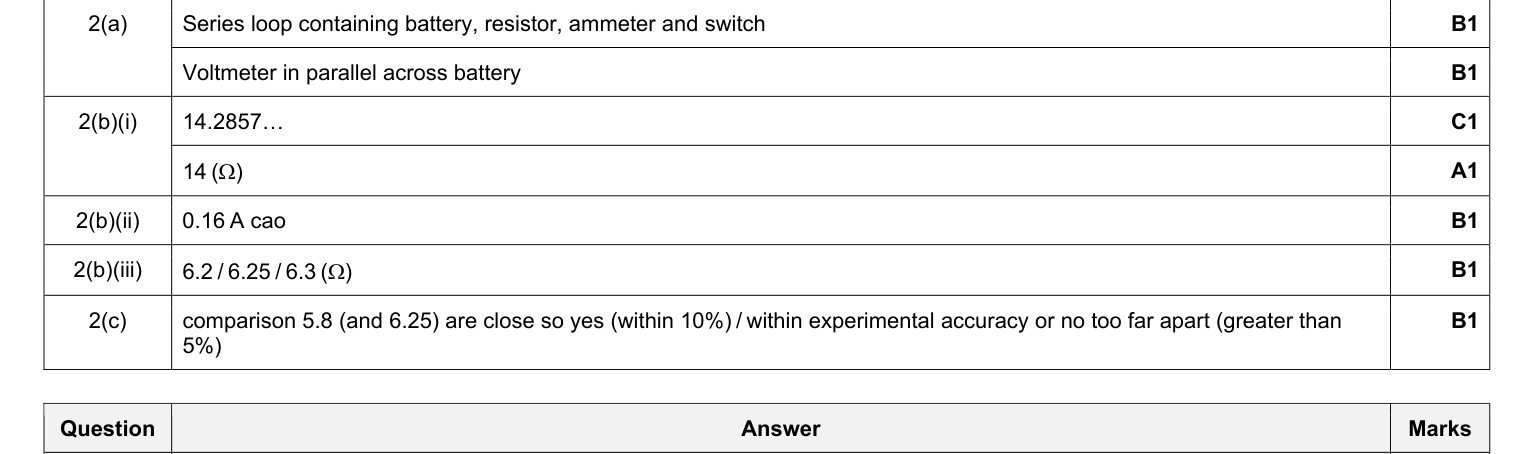 2(a) Series loop containing battery, resistor, ammeter and switch B1
Voltmeter in parallel across battery B1
2(b)(i) 14.2857… C1
14 (Ω) A1
2(b)(ii) 0.16 A cao B1
2(b)(iii) 6.2 / 6.25 / 6.3 (Ω) B1
2(c) comparison 5.8 (and 6.25) are close so yes (within 10%) / within experimental accuracy or no too far apart (greater than B1
5%)
Question Answer Marks